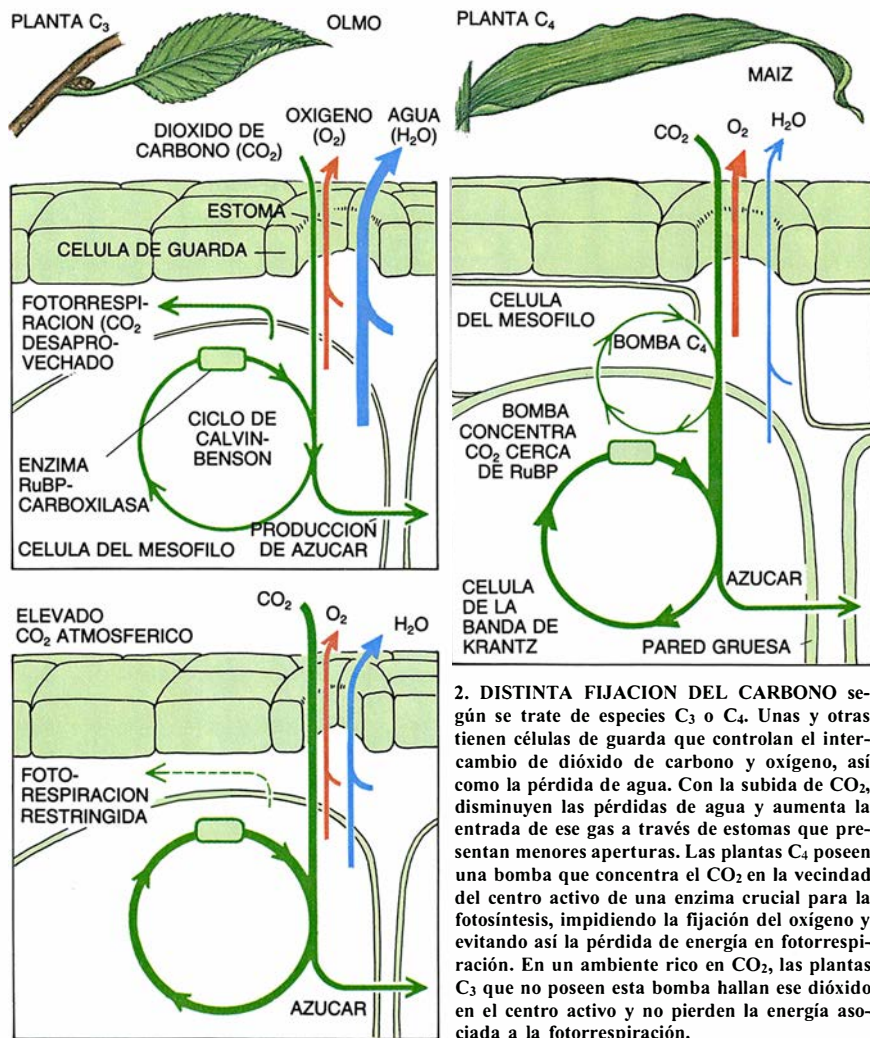 PLANTA C₃
OLMO
DIOXIDO DE
CARBONO (CO₂)
OXIGENO
(O₂)
AGUA
(H₂O)
ESTOMA
CELULA DE GUARDA
FOTORRESPI-
RACION (CO₂
DESAPRO-
VECHADO
CICLO DE
CALVIN-
BENSON
ENZIMA
RuBP-
CARBOXILASA
PRODUCCION
DE AZUCAR
CELULA DEL MESOFILO
PLANTA C₄
MAIZ
CO₂
O₂
H₂O
CELULA
DEL MESOFILO
BOMBA C₄
BOMBA
CONCENTRA
CO₂ CERCA
DE RuBP
AZUCAR
CELULA
DE LA
BANDA DE
KRANTZ
PARED GRUESA
ELEVADO
CO₂ ATMOSFERICO
CO₂
O₂
H₂O
FOTO-
RESPIRACION
RESTRINGIDA
AZUCAR
2. DISTINTA FIJACION DEL CARBONO se-
gún se trate de especies C₃ o C₄. Unas y otras
tienen células de guarda que controlan el inter-
cambio de dióxido de carbono y oxígeno, así
como la pérdida de agua. Con la subida de CO₂,
disminuyen las pérdidas de agua y aumenta la
entrada de ese gas a través de estomas que pre-
sentan menores aperturas. Las plantas C₄ poseen
una bomba que concentra el CO₂ en la vecindad
del centro activo de una enzima crucial para la
fotosíntesis, impidiendo la fijación del oxígeno y
evitando así la pérdida de energía en fotorrespi-
ración. En un ambiente rico en CO₂, las plantas
C₃ que no poseen esta bomba hallan ese dióxido
en el centro activo y no pierden la energía aso-
ciada a la fotorrespiración.